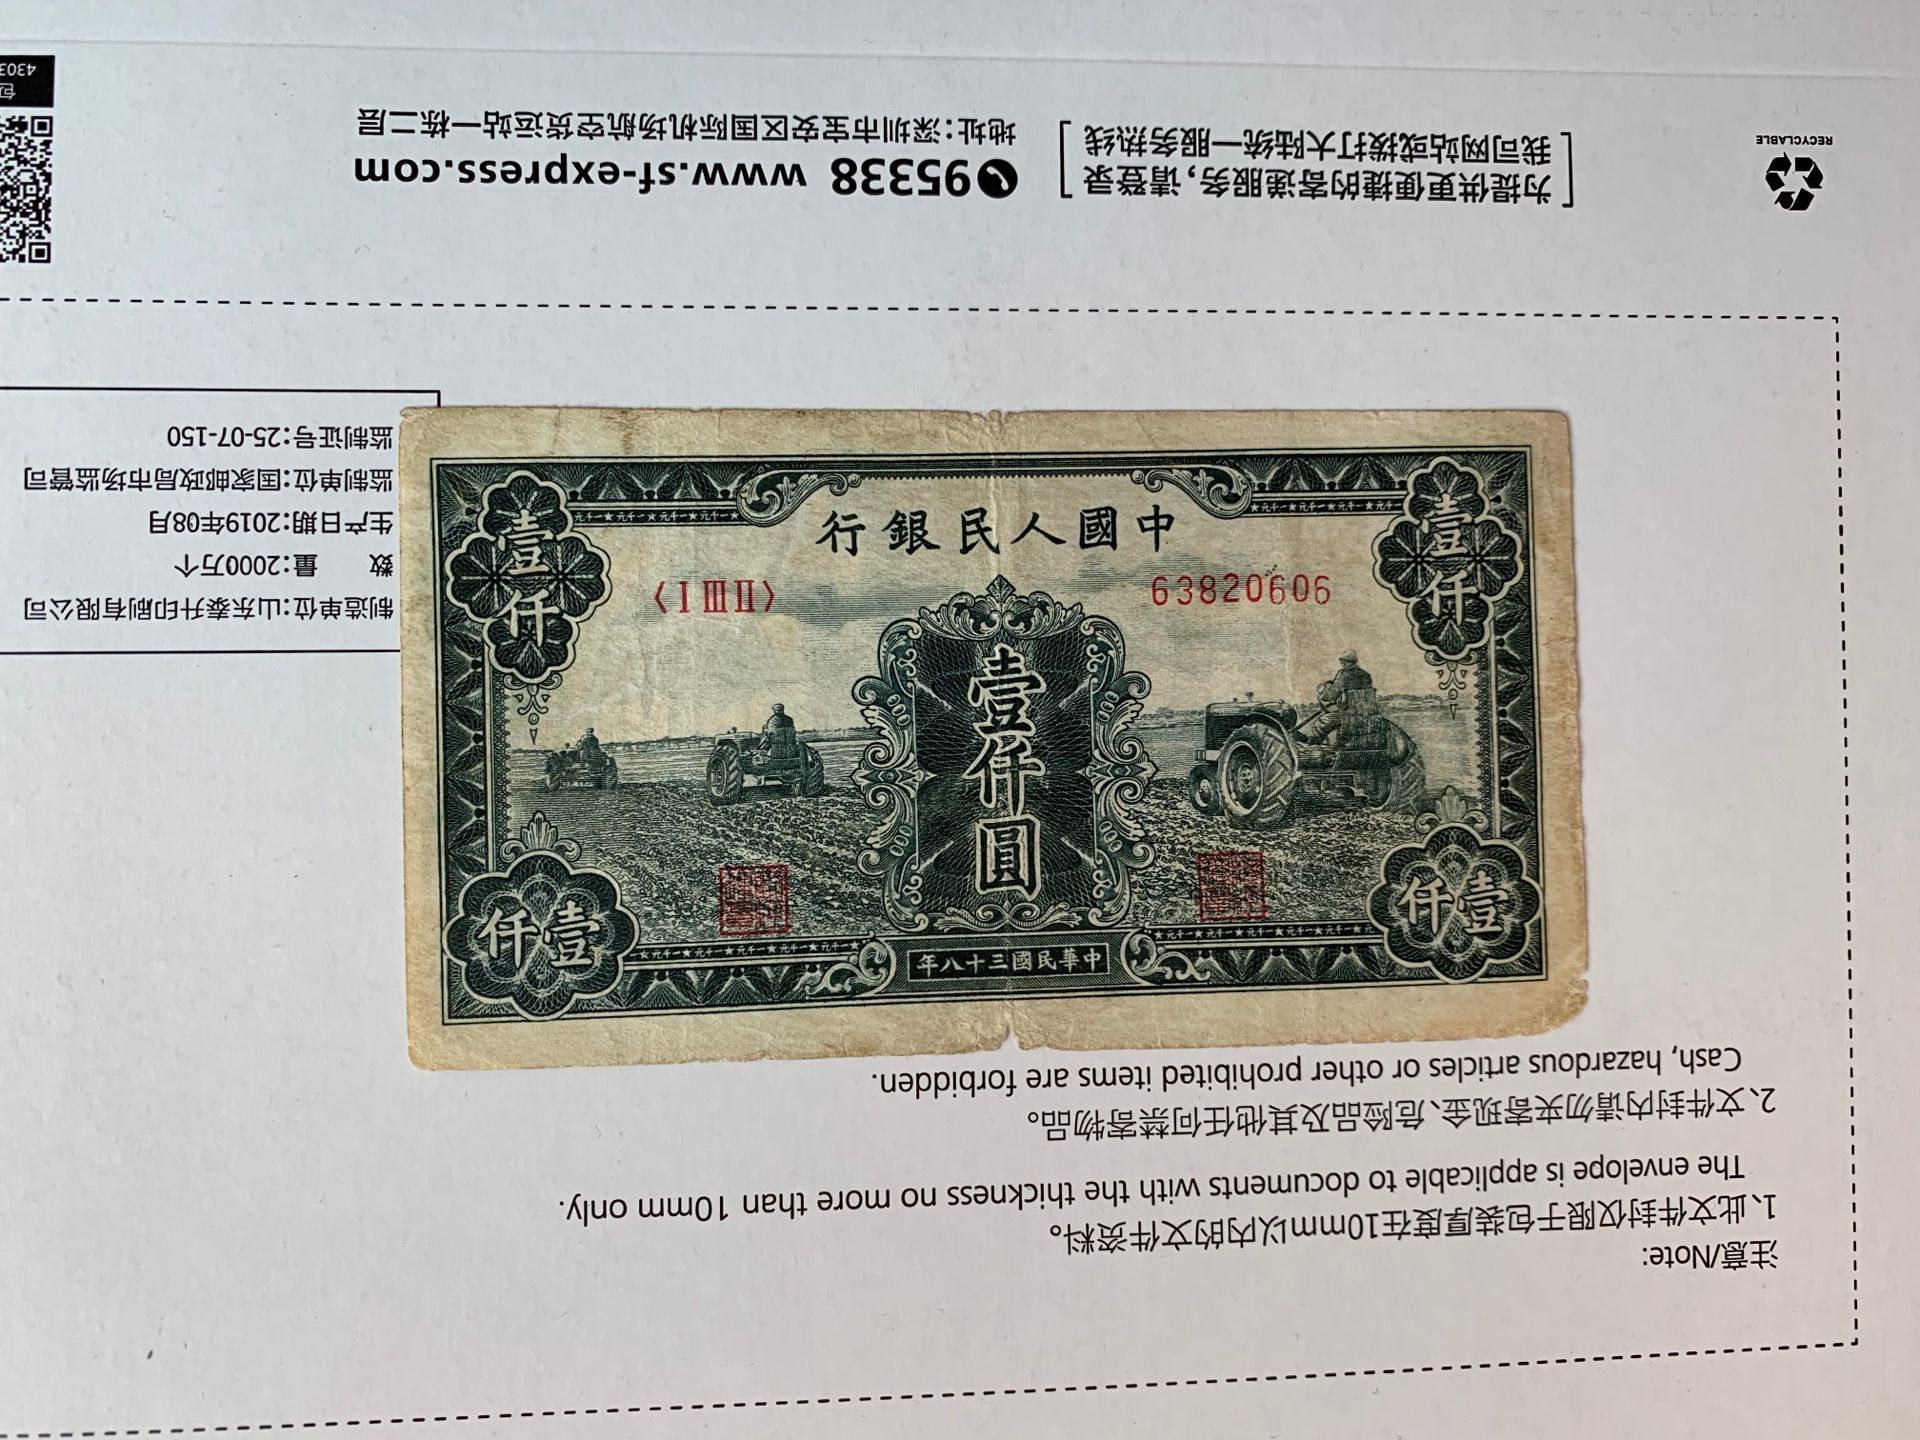 中國人民銀行
〈I III II〉
63820606
壹仟
壹仟
壹仟圓
壹仟
壹仟
中華民國三十八年
[为提供更便捷的寄递服务，请登录
我司网站或拨打大陆统一服务热线]
95338 www.sf-express.com
地址：深圳市宝安区国际机场航空货运站一栋二层
RECYCLABLE
4303
监制证号：25-07-150
监制单位：国家邮政局市场监管司
生产日期：2019年08月
数 量：2000万个
制造单位：山东泰升印刷有限公司
注意/Note:
1、此文件封仅限于包装厚度在10mm以内的文件资料。
The envelope is applicable to documents with the thickness no more than 10mm only.
2、文件封内请勿夹寄现金、危险品及其他任何禁寄物品。
Cash, hazardous articles or other prohibited items are forbidden.